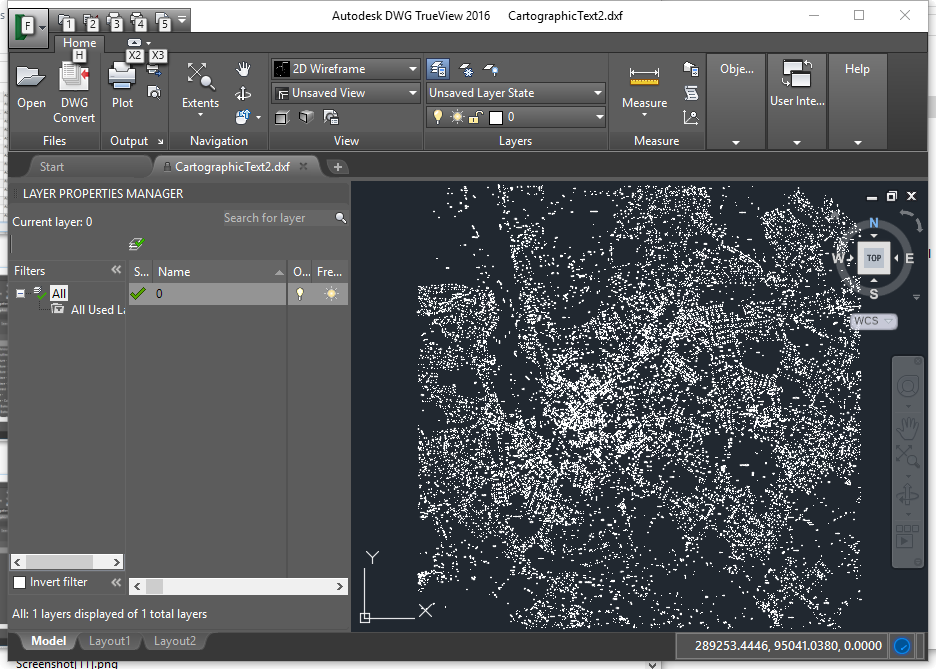 F
1 2 3 4 5
Autodesk DWG TrueView 2016 CartographicText2.dxf
Home
H X2 X3
Open DWG Convert
Files
Plot
Output
Extents
Navigation
2D Wireframe
Unsaved View
View
Unsaved Layer State
0
Layers
Measure
Measure
Obje...
User Inte...
Help
Start CartographicText2.dxf
LAYER PROPERTIES MANAGER
Current layer: 0 Search for layer
Filters S... Name O... Fre...
All 0
All Used La
Invert filter
All: 1 layers displayed of 1 total layers
N
W TOP E
S
WCS
Y
X
Model Layout1 Layout2
289253.4446, 95041.0380, 0.0000
Screenshot[11].png